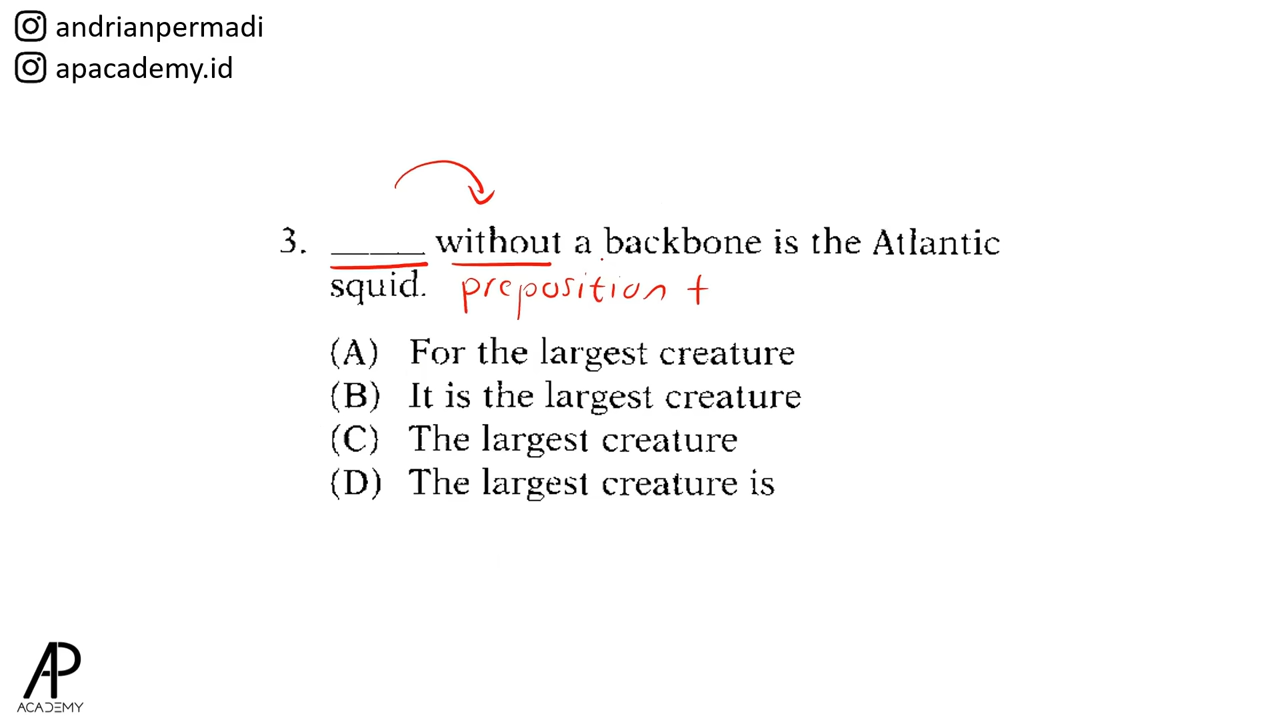 andrianpermadi
apacademy.id
3. _____ without a backbone is the Atlantic
squid. preposition +
(A) For the largest creature
(B) It is the largest creature
(C) The largest creature
(D) The largest creature is
AP
ACADEMY